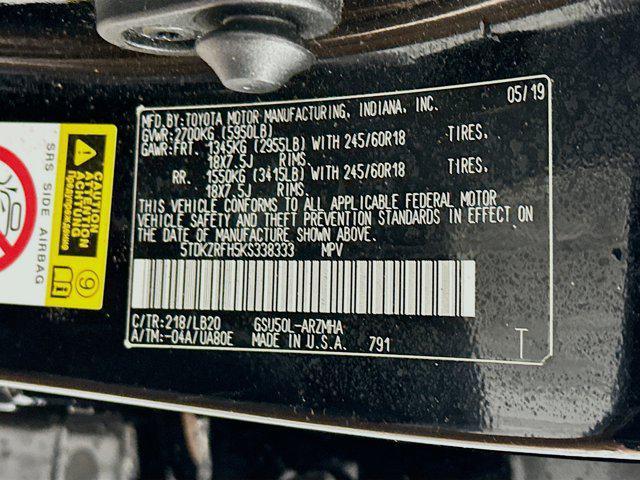 MFD.BY:TOYOTA MOTOR MANUFACTURING, INDIANA, INC. 05/19
GVWR:2700KG (5950LB)
GAWR:FRT. 1345KG (2955LB) WITH 245/60R18 TIRES,
18X7.5J RIMS,
RR. 1550KG (3415LB) WITH 245/60R18 TIRES,
18X7.5J RIMS,
THIS VEHICLE CONFORMS TO ALL APPLICABLE FEDERAL MOTOR
VEHICLE SAFETY AND THEFT PREVENTION STANDARDS IN EFFECT ON
THE DATE OF MANUFACTURE SHOWN ABOVE.
5TDKZRFH5KS338333 MPV
C/TR:218/LB20 GSU50L-ARZMHA
A/TM:-04A/UA80E MADE IN U.S.A. 791
T
SRS SIDE AIRBAG
CAUTION
ATTENTION
Предупреждение
9